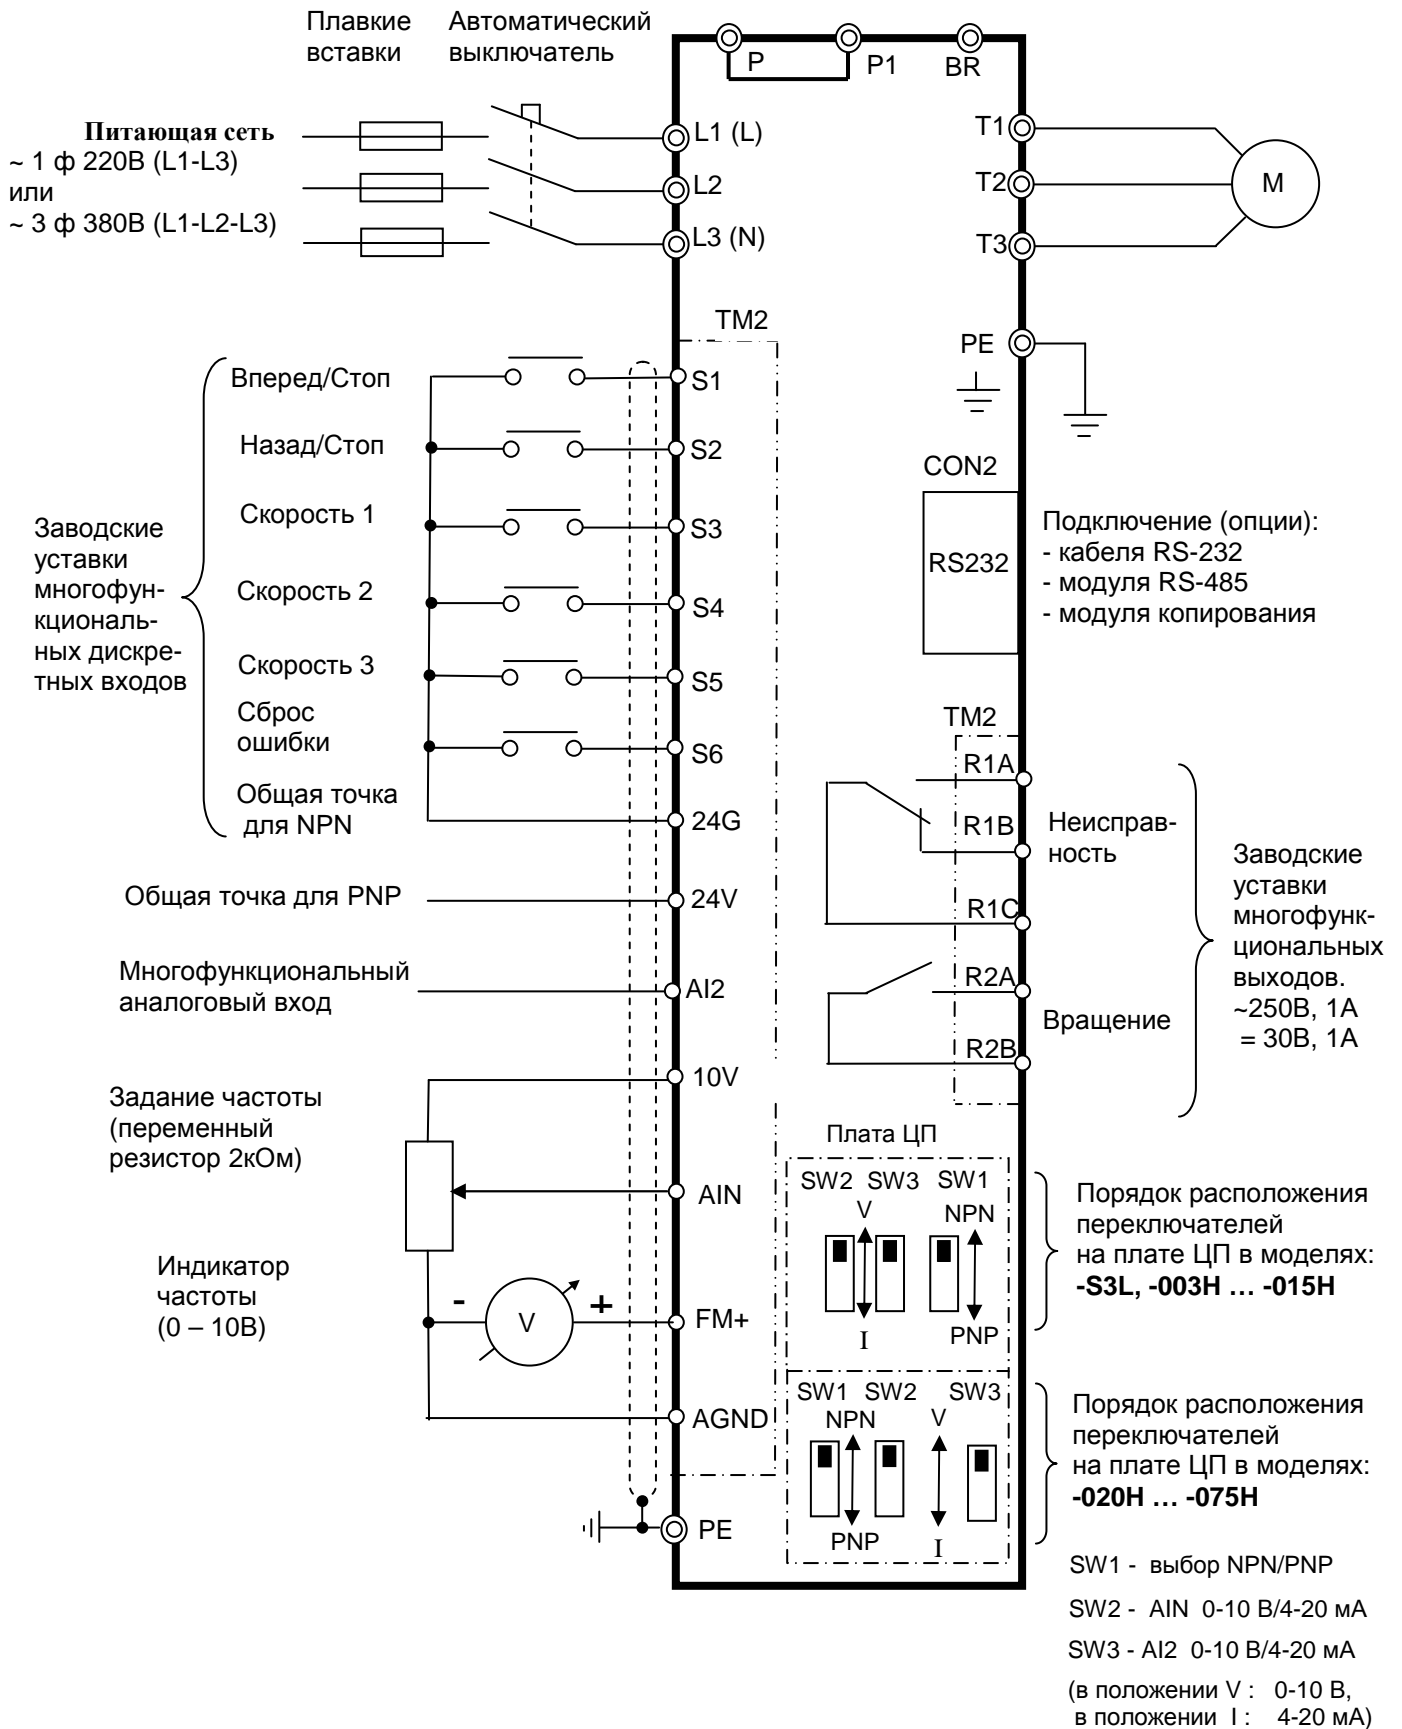 Плавкие
вставки
Автоматический
выключатель
P
P1
BR
Питающая сеть
~ 1 ф 220В (L1-L3)
или
~ 3 ф 380В (L1-L2-L3)
L1 (L)
L2
L3 (N)
T1
T2
T3
M
TM2
PE
Вперед/Стоп
S1
Назад/Стоп
S2
Скорость 1
S3
Скорость 2
S4
Скорость 3
S5
Сброс
ошибки
S6
Общая точка
для NPN
24G
Заводские
уставки
многофун-
кциональ-
ных дискре-
тных входов
CON2
RS232
Подключение (опции):
- кабеля RS-232
- модуля RS-485
- модуля копирования
Общая точка для PNP
24V
Многофункциональный
аналоговый вход
AI2
TM2
R1A
R1B
R1C
Неисправ-
ность
R2A
R2B
Вращение
Заводские
уставки
многофунк-
циональных
выходов.
~250В, 1А
= 30В, 1А
10V
Задание частоты
(переменный
резистор 2кОм)
AIN
Индикатор
частоты
(0 – 10В)
-
V
+
FM+
AGND
PE
Плата ЦП
SW2 SW3 SW1
V
NPN
I
PNP
Порядок расположения
переключателей
на плате ЦП в моделях:
-S3L, -003H … -015H
SW1 SW2 SW3
NPN
V
PNP
I
Порядок расположения
переключателей
на плате ЦП в моделях:
-020H … -075H
SW1 - выбор NPN/PNP
SW2 - AIN 0-10 В/4-20 мА
SW3 - AI2 0-10 В/4-20 мА
(в положении V : 0-10 В,
в положении I : 4-20 мА)